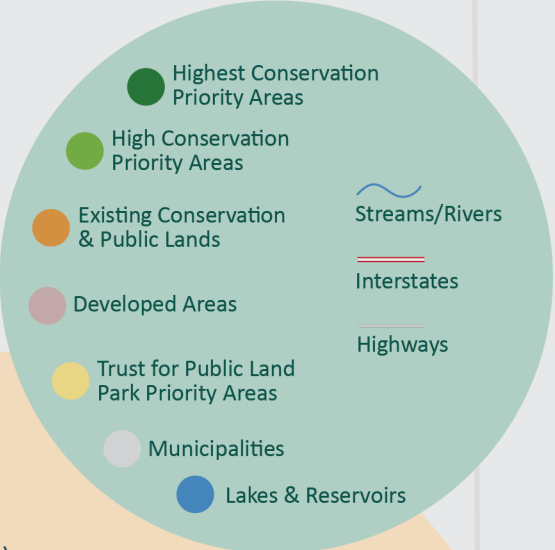 Highest Conservation
Priority Areas
High Conservation
Priority Areas
Existing Conservation
& Public Lands
Developed Areas
Trust for Public Land
Park Priority Areas
Municipalities
Lakes & Reservoirs
Streams/Rivers
Interstates
Highways
)